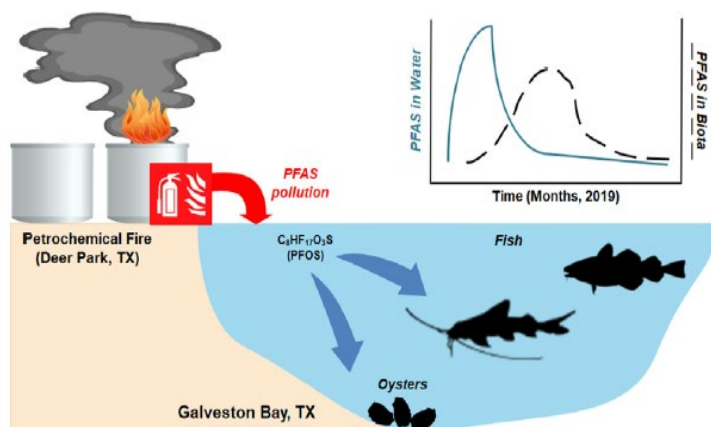 PFAS in Water
PFAS in Biota
Time (Months, 2019)
PFAS
pollution
Petrochemical Fire
(Deer Park, TX)
C₈HF₁₇O₃S
(PFOS)
Fish
Oysters
Galveston Bay, TX